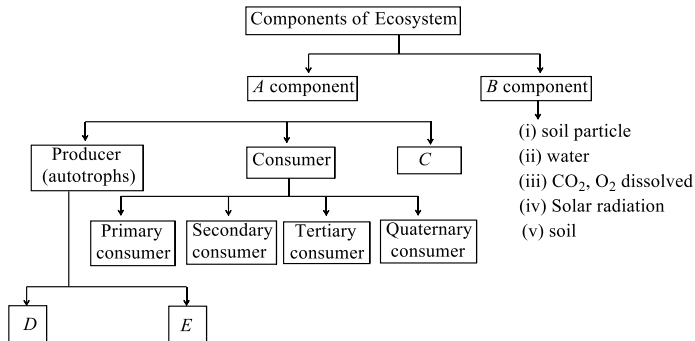 Components of Ecosystem
A component
B component
(i) soil particle
(ii) water
(iii) CO₂, O₂ dissolved
(iv) Solar radiation
(v) soil
Producer
(autotrophs)
Consumer
C
Primary
consumer
Secondary
consumer
Tertiary
consumer
Quaternary
consumer
D
E